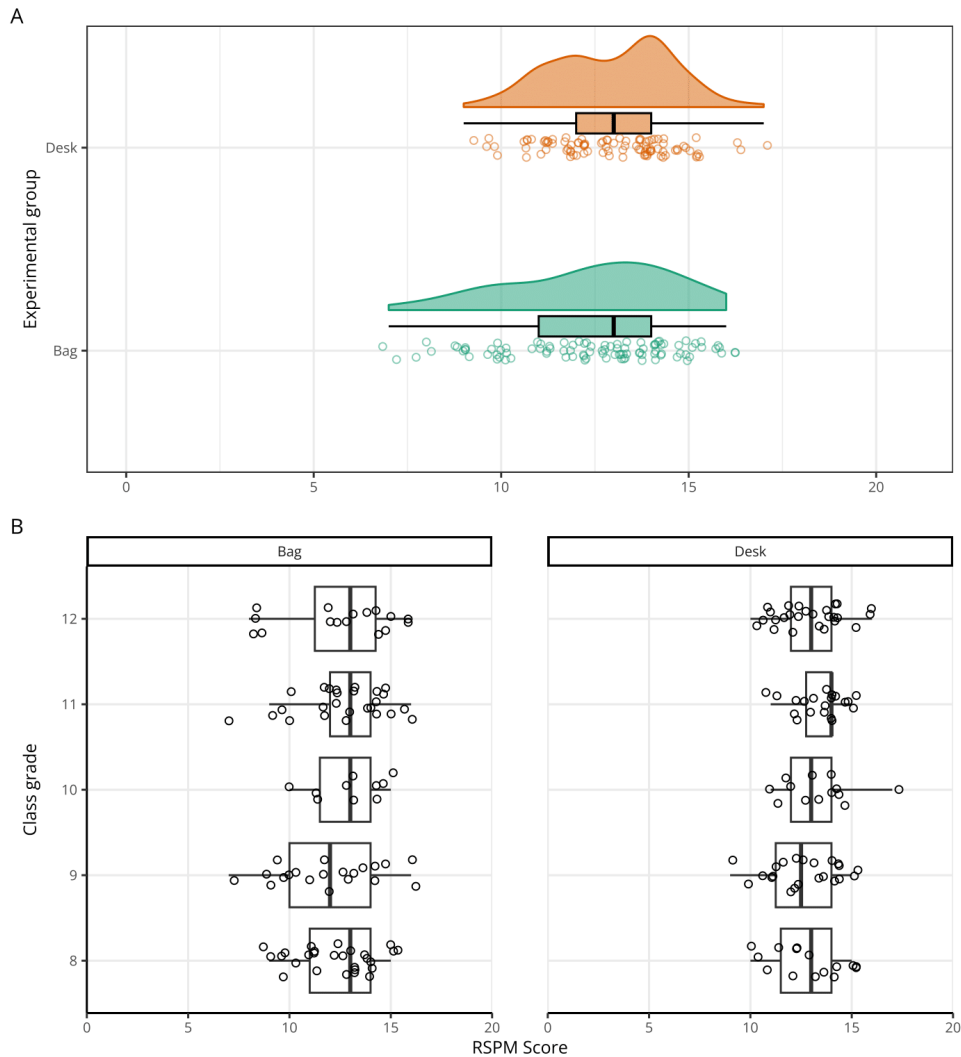 A
Experimental group
Desk
Bag
0 5 10 15 20
B
Bag Desk
Class grade
12
11
10
9
8
0 5 10 15 20 0 5 10 15 20
RSPM Score